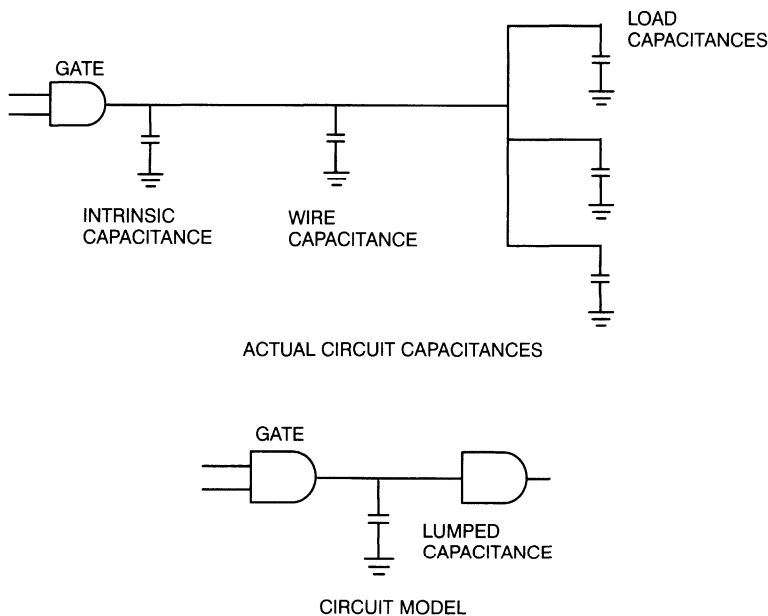 LOAD
CAPACITANCES
GATE
INTRINSIC
CAPACITANCE
WIRE
CAPACITANCE
ACTUAL CIRCUIT CAPACITANCES
GATE
LUMPED
CAPACITANCE
CIRCUIT MODEL